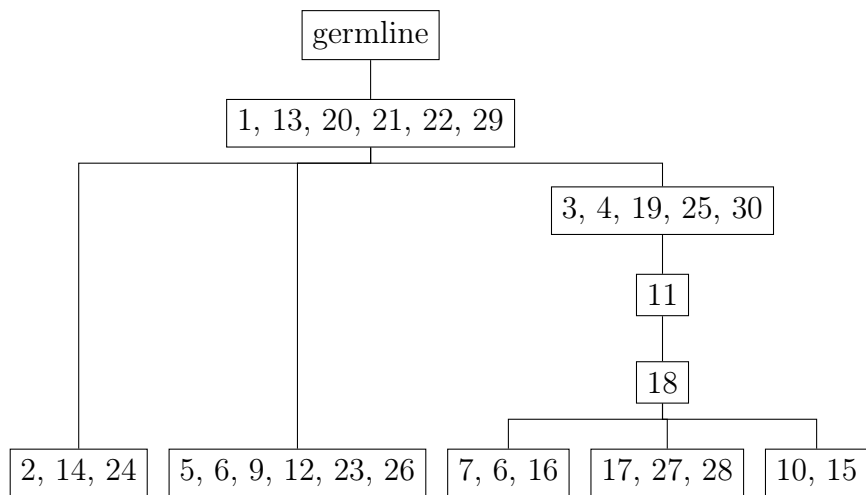 germline
1, 13, 20, 21, 22, 29
3, 4, 19, 25, 30
11
18
2, 14, 24
5, 6, 9, 12, 23, 26
7, 6, 16
17, 27, 28
10, 15